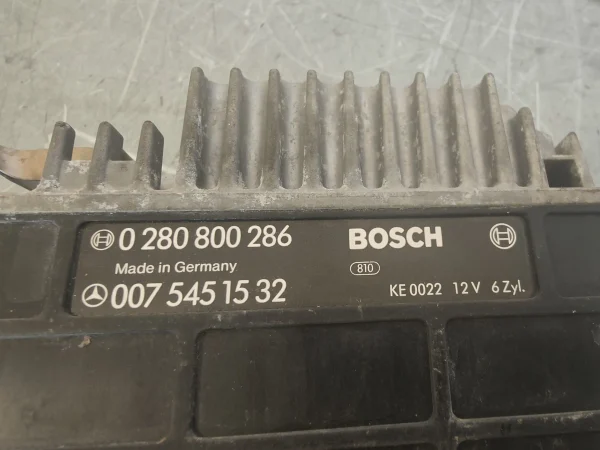 0 280 800 286 BOSCH
Made in Germany 810
007 545 15 32 KE 0022 12 V 6 Zyl.